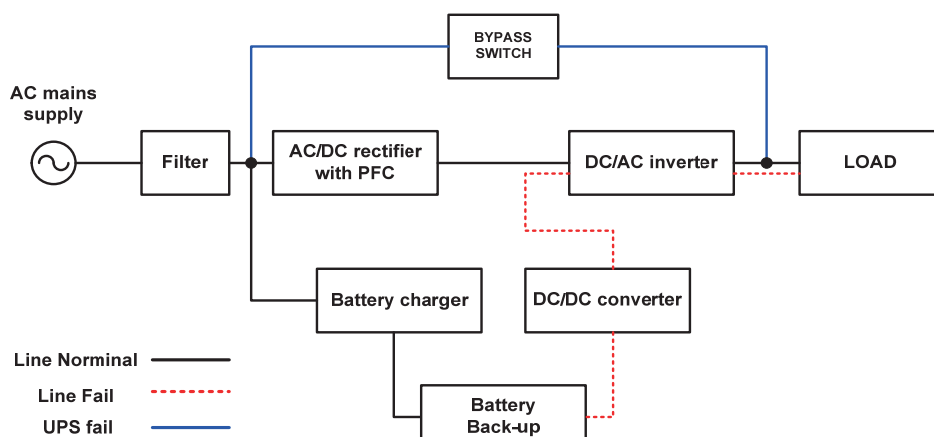 BYPASS
SWITCH
AC mains
supply
Filter
AC/DC rectifier
with PFC
DC/AC inverter
LOAD
Battery charger
DC/DC converter
Line Norminal
Line Fail
UPS fail
Battery
Back-up